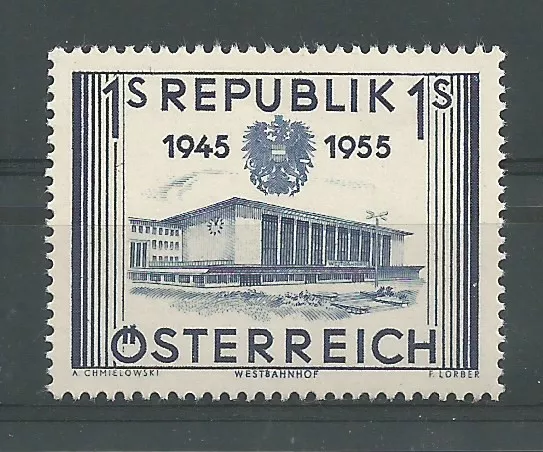 1S REPUBLIK 1S
1945 1955
ÖSTERREICH
A. CHMIELOWSKI WESTBAHNHOF F. LORBER